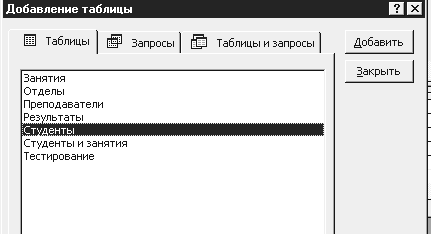 Добавление таблицы
Таблицы Запросы Таблицы и запросы
Добавить
Закрыть
Занятия
Отделы
Преподаватели
Результаты
Студенты
Студенты и занятия
Тестирование